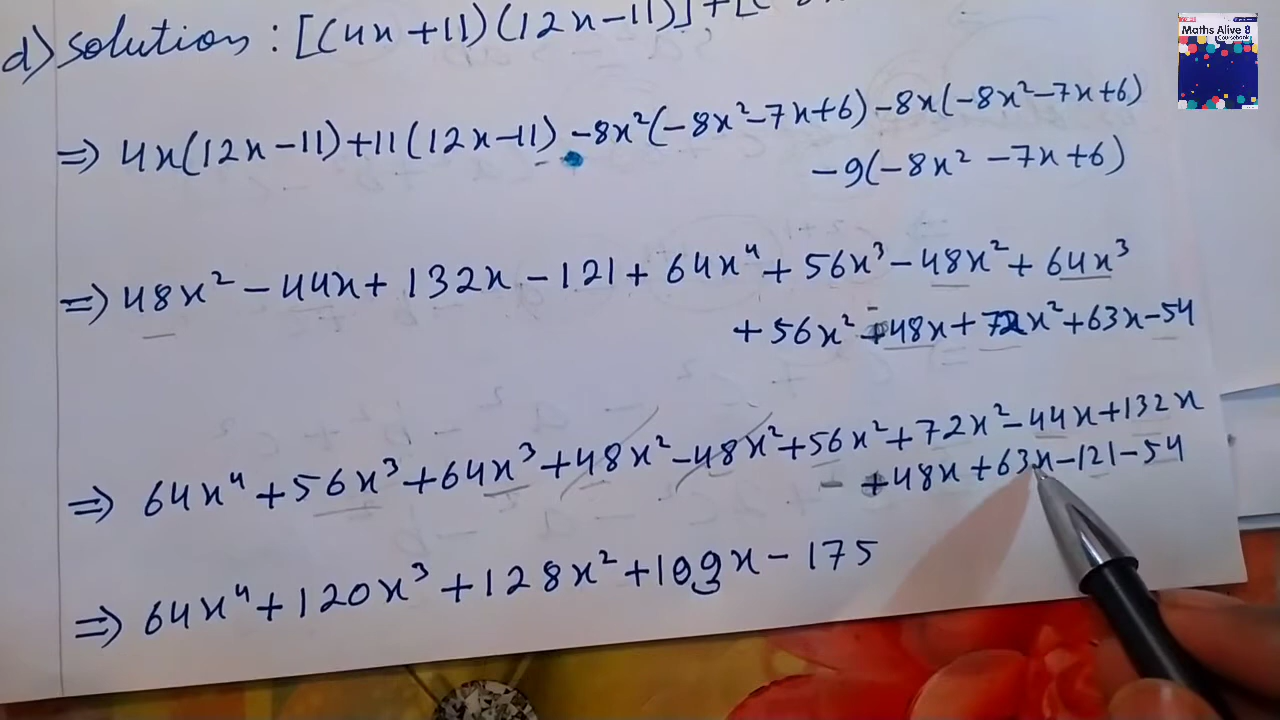 Maths Alive 8
Coursebook
d) Solution : [(4x+11)(12x-11)]+[(
⇒ 4x(12x-11)+11(12x-11) -8x²(-8x²-7x+6)-8x(-8x²-7x+6)
-9(-8x²-7x+6)
⇒ 48x²-44x+132x-121+64x⁴+56x³-48x²+64x³
+56x²-48x+72x²+63x-54
⇒ 64x⁴+56x³+64x³+48x²-48x²+56x²+72x²-44x+132x
+48x+63x-121-54
⇒ 64x⁴+120x³+128x²+103x-175